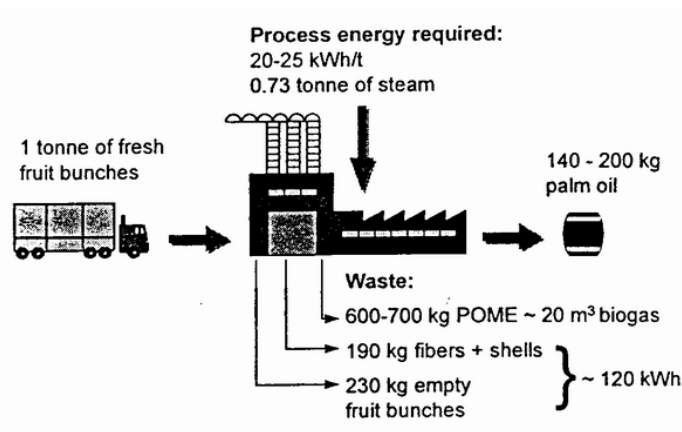 Process energy required:
20-25 kWh/t
0.73 tonne of steam
1 tonne of fresh
fruit bunches
140 - 200 kg
palm oil
Waste:
600-700 kg POME ~ 20 m³ biogas
190 kg fibers + shells
230 kg empty
fruit bunches
~ 120 kWh